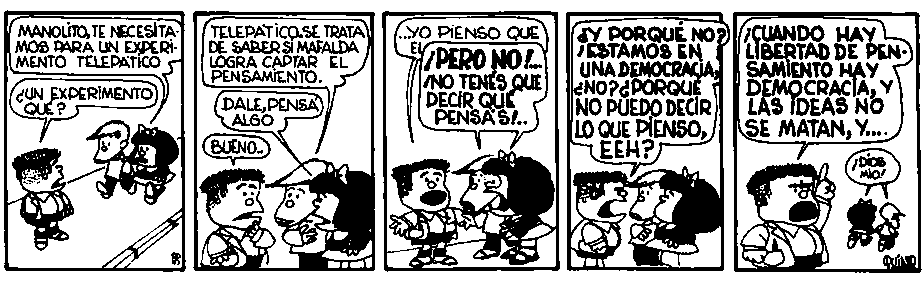 MANOLITO, TE NECESITA-
MOS PARA UN EXPERI-
MENTO TELEPÁTICO
¿UN EXPERIMENTO
QUÉ?
TELEPÁTICO. SE TRATA
DE SABER SI MAFALDA
LOGRA CAPTAR EL
PENSAMIENTO.
DALE, PENSÁ
ALGO
BUENO..
...YO PIENSO QUE
EL
¡PERO NO!...
¡NO TENÉS QUE
DECIR QUÉ
PENSÁS!..
¿Y PORQUÉ NO?
¡ESTAMOS EN
UNA DEMOCRACIA,
¿NO? ¿PORQUÉ
NO PUEDO DECIR
LO QUE PIENSO,
EEH?
¡CUANDO HAY
LIBERTAD DE PEN-
SAMIENTO HAY
DEMOCRACIA, Y
LAS IDEAS NO
SE MATAN, Y....
¡DIOS
MÍO!
QUINO